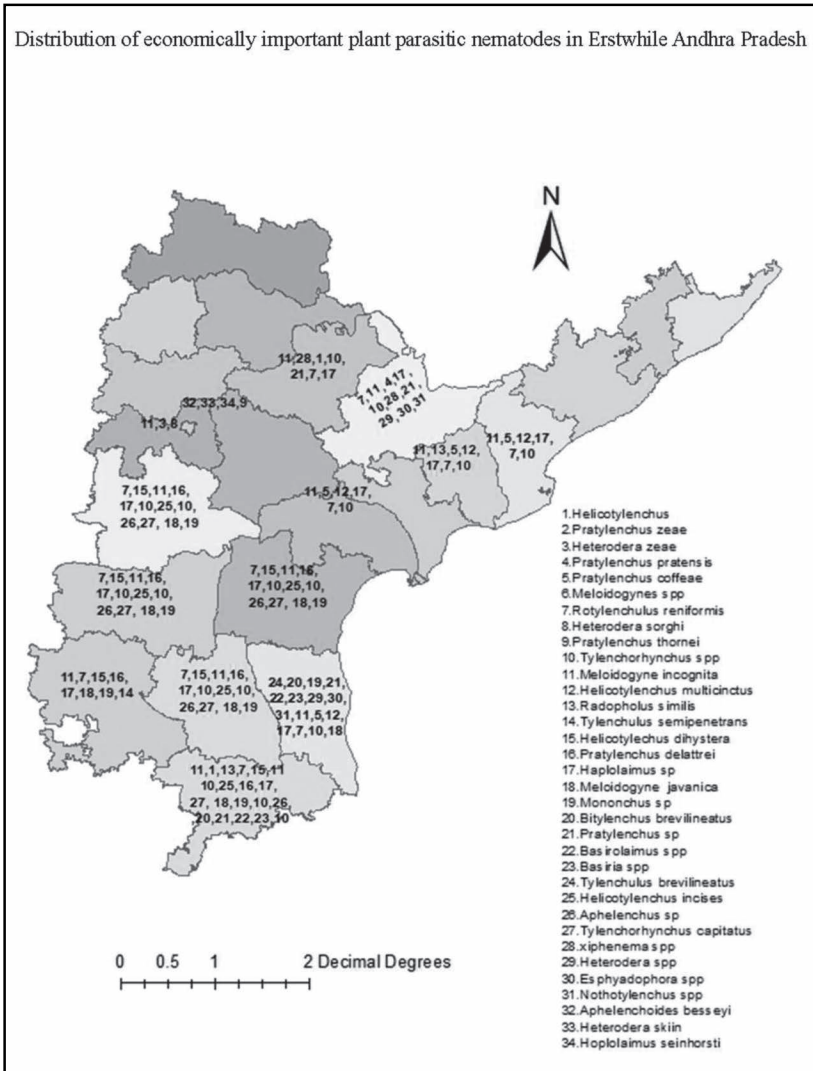 Distribution of economically important plant parasitic nematodes in Erstwhile Andhra Pradesh
N
11,28,1,10,
21,7,17
7,11,4,17,
10,28,21,
29,30,31
32,33,34,9
11,3,8
11,13,5,12,
17,7,10
11,5,12,17,
7,10
7,15,11,16,
17,10,25,10,
26,27, 18,19
11,5,12,17,
7,10
7,15,11,16,
17,10,25,10,
26,27, 18,19
7,15,11,16,
17,10,25,10,
26,27, 18,19
11,7,15,16,
17,18,19,14
7,15,11,16,
17,10,25,10,
26,27, 18,19
24,20,19,21,
22,23,29,30,
31,11,5,12,
17,7,10,18
11,1,13,7,15,11
10,25,16,17,
27, 18,19,10,26,
20,21,22,23,10
1.Helicotylenchus
2.Pratylenchus zeae
3.Heterodera zeae
4.Pratylenchus pratensis
5.Pratylenchus coffeae
6.Meloidogynes spp
7.Rotylenchulus reniformis
8.Heterodera sorghi
9.Pratylenchus thornei
10.Tylenchorhynchus spp
11.Meloidogyne incognita
12.Helicotylenchus multicinctus
13.Radopholus similis
14.Tylenchulus semipenetrans
15.Helicotylechus dihystera
16.Pratylenchus delattrei
17.Haplolaimus sp
18.Meloidogyne javanica
19.Mononchus sp
20.Bitylenchus brevilineatus
21.Pratylenchus sp
22.Basirolaimus spp
23.Basiria spp
24.Tylenchulus brevilineatus
25.Helicotylenchus incises
26.Aphelenchus sp
27.Tylenchorhynchus capitatus
28.xiphenema spp
29.Heterodera spp
30.Esphyadophora spp
31.Nothotylenchus spp
32.Aphelenchoides besseyi
33.Heterodera skiin
34.Hoplolaimus seinhorsti
0 0.5 1 2 Decimal Degrees